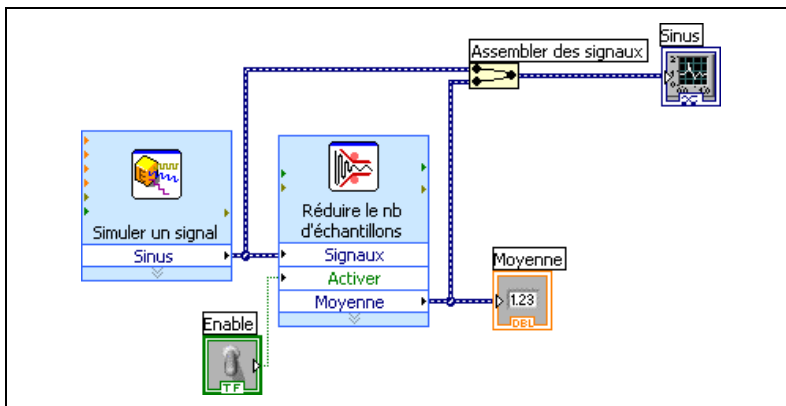 Sinus
Assembler des signaux
Simuler un signal
Sinus
Réduire le nb
d'échantillons
Signaux
Activer
Moyenne
Moyenne
1.23
DBL
Enable
TF